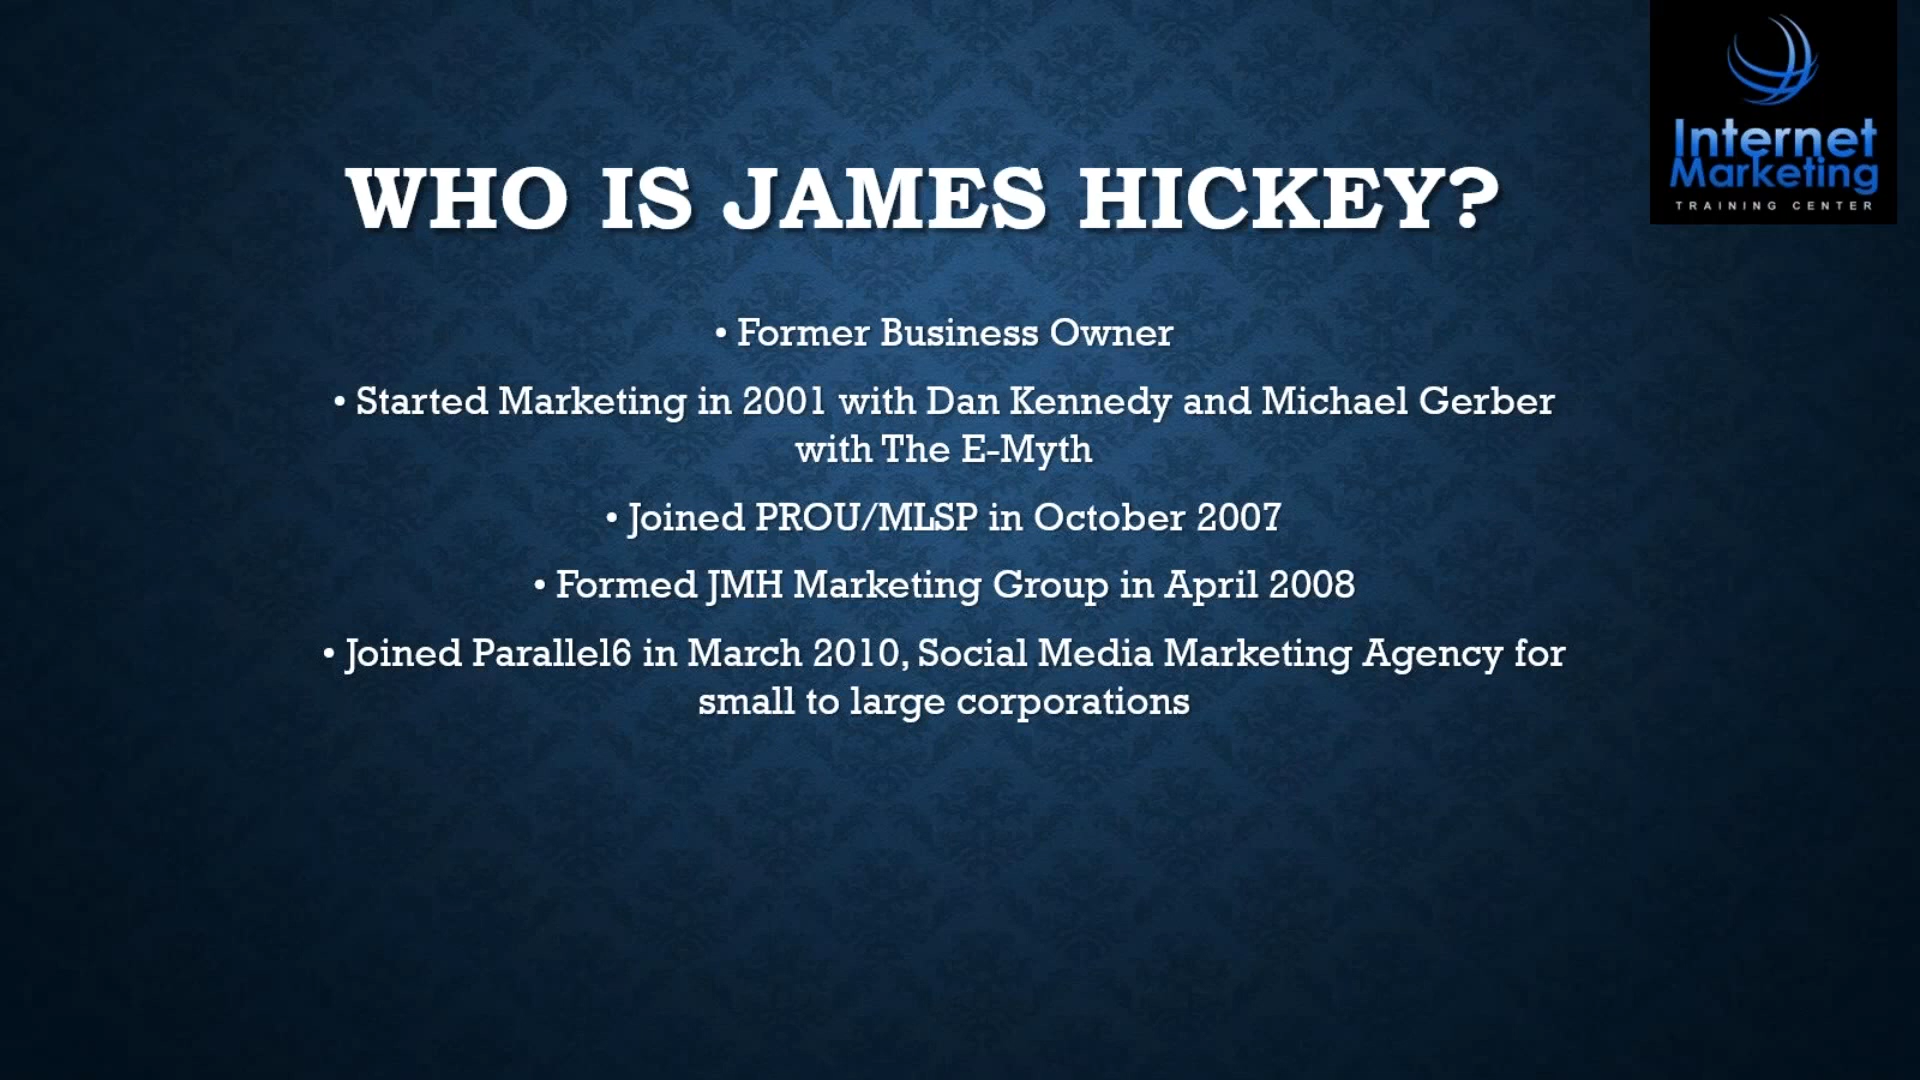 Internet
Marketing
TRAINING CENTER
WHO IS JAMES HICKEY?
• Former Business Owner
• Started Marketing in 2001 with Dan Kennedy and Michael Gerber
with The E-Myth
• Joined PROU/MLSP in October 2007
• Formed JMH Marketing Group in April 2008
• Joined Parallel6 in March 2010, Social Media Marketing Agency for
small to large corporations